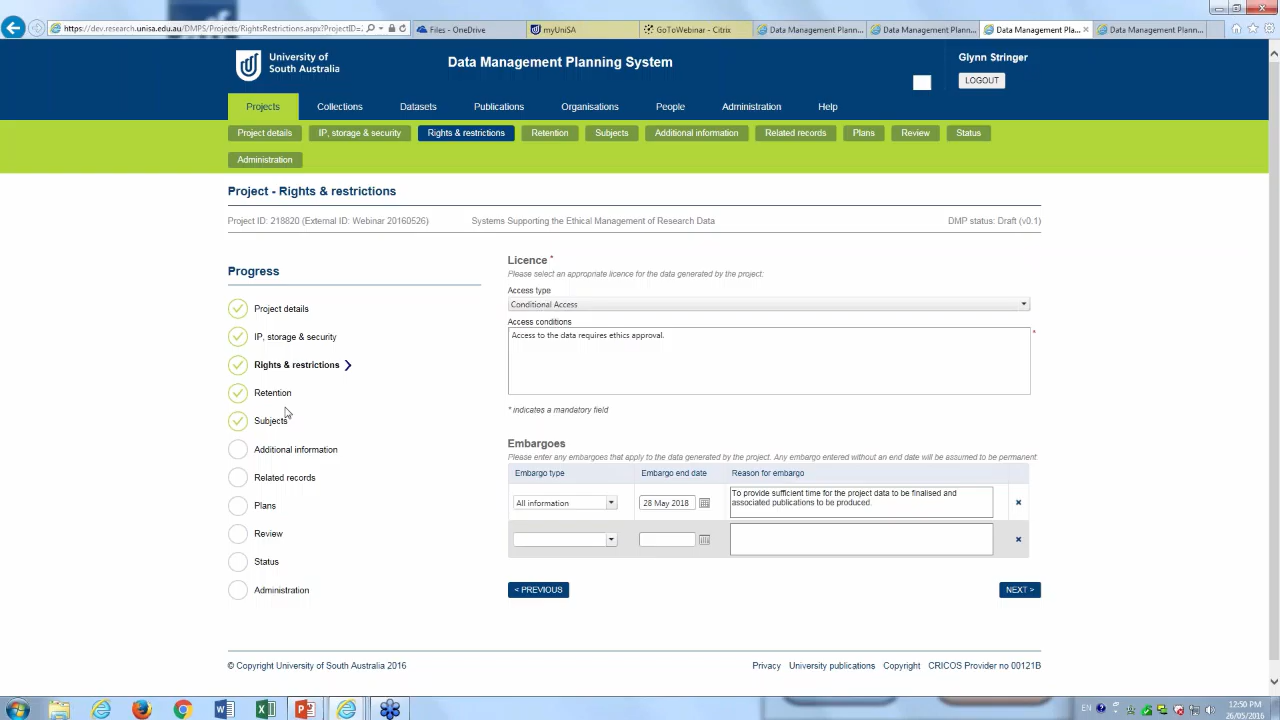 https://dev.research.unisa.edu.au/DMPS/Projects/RightsRestrictions.aspx?ProjectID=
Files - OneDrive
myUniSA
GoToWebinar - Citrix
Data Management Plann...
Data Management Plann...
Data Management Pla...
Data Management Plann...
University of
South Australia
Data Management Planning System
Glynn Stringer
LOGOUT
Projects
Collections
Datasets
Publications
Organisations
People
Administration
Help
Project details
IP, storage & security
Rights & restrictions
Retention
Subjects
Additional information
Related records
Plans
Review
Status
Administration
Project - Rights & restrictions
Project ID: 218820 (External ID: Webinar 20160526)
Systems Supporting the Ethical Management of Research Data
DMP status: Draft (v0.1)
Progress
Project details
IP, storage & security
Rights & restrictions
Retention
Subjects
Additional information
Related records
Plans
Review
Status
Administration
Licence *
Please select an appropriate licence for the data generated by the project:
Access type
Conditional Access
Access conditions
Access to the data requires ethics approval.
*
* indicates a mandatory field
Embargoes
Please enter any embargoes that apply to the data generated by the project. Any embargo entered without an end date will be assumed to be permanent:
Embargo type
Embargo end date
Reason for embargo
All information
28 May 2018
To provide sufficient time for the project data to be finalised and
associated publications to be produced.
< PREVIOUS
NEXT >
© Copyright University of South Australia 2016
Privacy
University publications
Copyright
CRICOS Provider no 00121B
EN
12:50 PM
26/05/2016